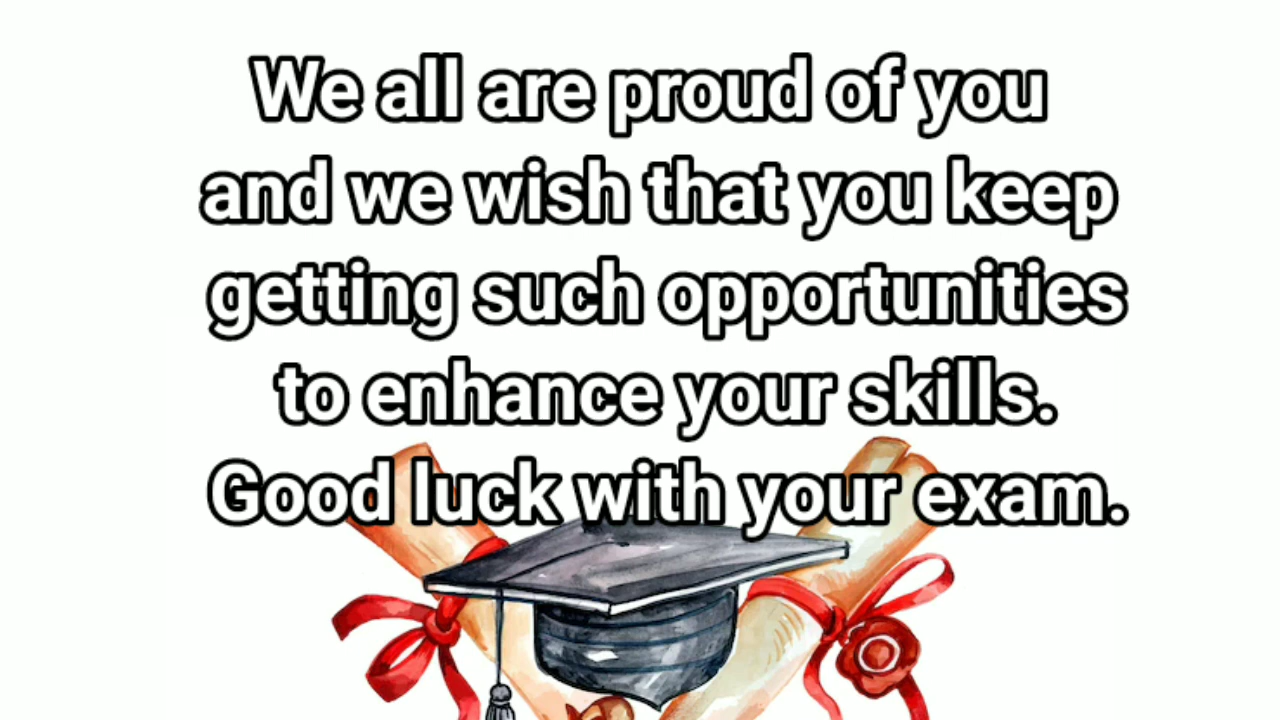 We all are proud of you
and we wish that you keep
getting such opportunities
to enhance your skills.
Good luck with your exam.